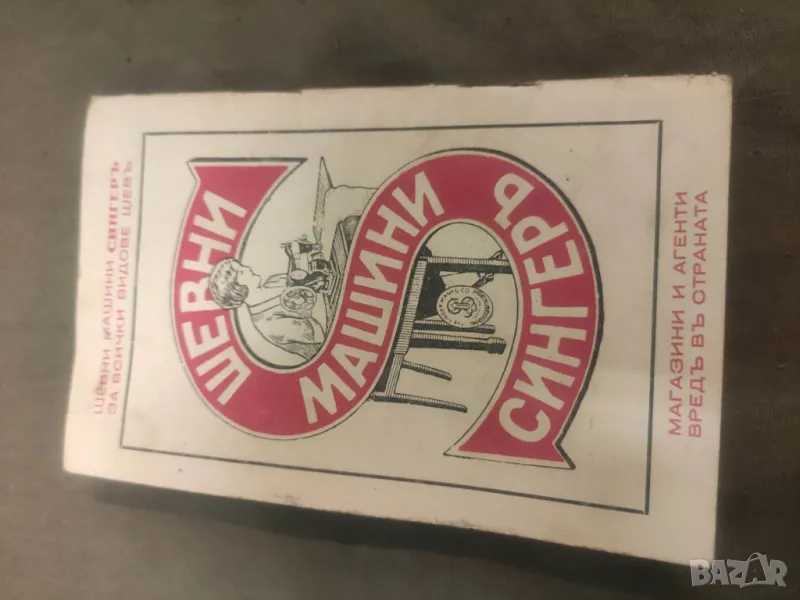 ШЕВНИ МАШИНИ СИНГЕРЪ
ЗА ВСИЧКИ ВИДОВЕ ШЕВЪ
ШЕВНИ
МАШИНИ
СИНГЕРЪ
МАГАЗИНИ И АГЕНТИ
ВРЕДЪ ВЪ СТРАНАТА
BAZAR